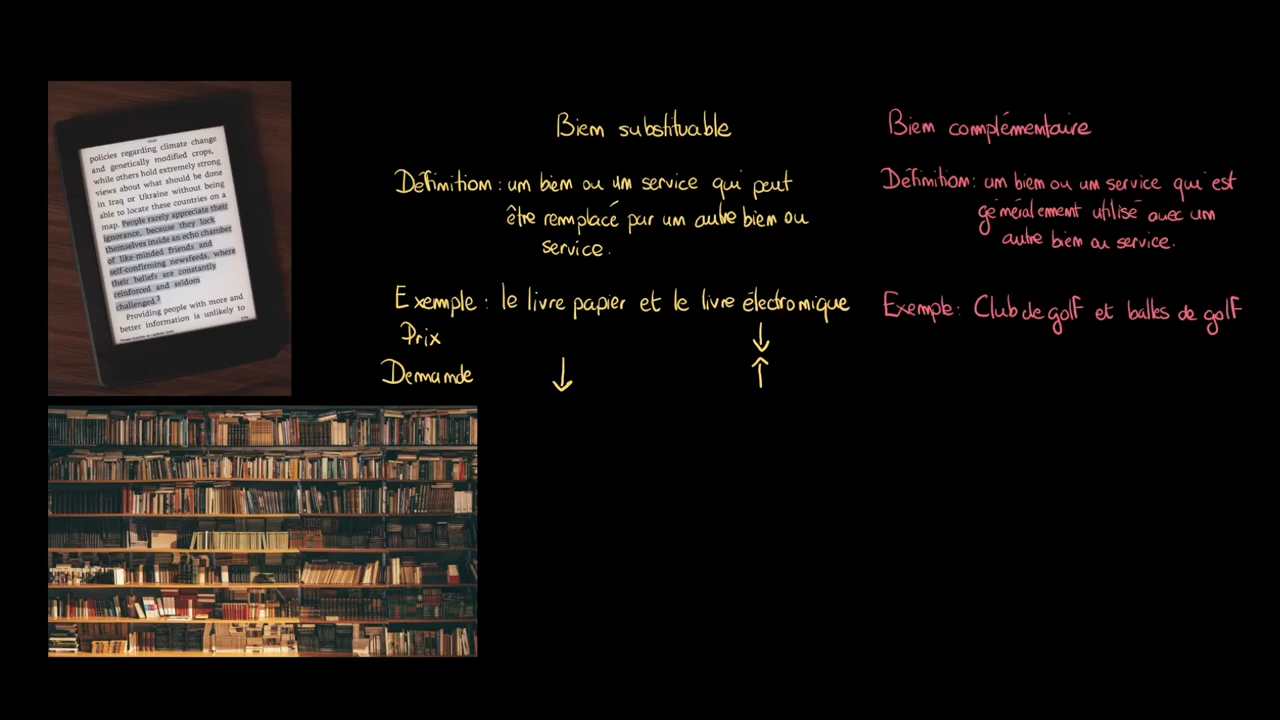 policies regarding climate change
and genetically modified crops,
while others hold extremely strong
views about what should be done
in Iraq or Ukraine without being
able to locate these countries on a
map. People rarely appreciate their
ignorance, because they lock
themselves inside an echo chamber
of like-minded friends and
self-confirming newsfeeds, where
their beliefs are constantly
reinforced and seldom
challenged.3
Providing people with more and
better information is unlikely to
Bien substituable
Définition : un bien ou un service qui peut
être remplacé par un autre bien ou
service.
Exemple : le livre papier et le livre électronique
Prix ↓
Demande ↓ ↑
Bien complémentaire
Définition : un bien ou un service qui est
généralement utilisé avec un
autre bien ou service.
Exemple : Club de golf et balles de golf